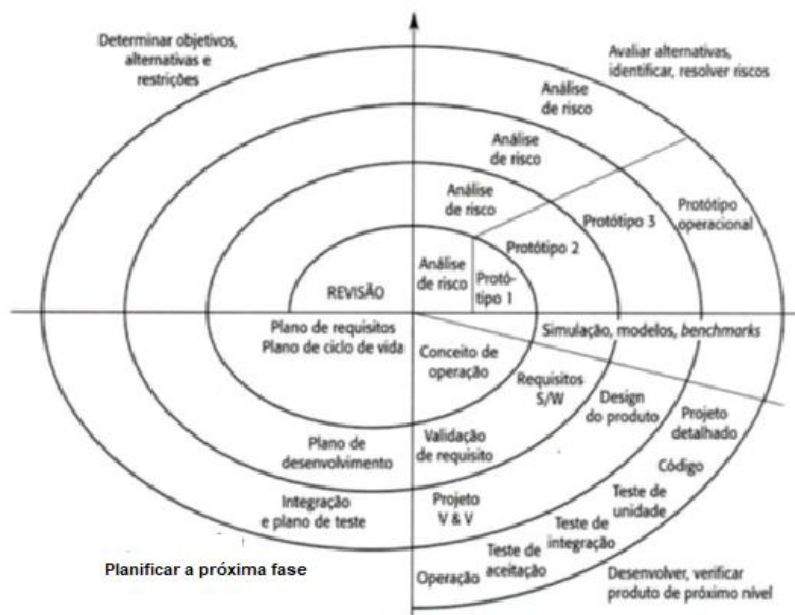 Determinar objetivos,
alternativas e
restrições
Avaliar alternativas,
identificar, resolver riscos
Análise
de risco
Análise
de risco
Análise
de risco
Análise
de risco
Protótipo
operacional
Protótipo 3
Protótipo 2
Protó-
tipo 1
REVISÃO
Plano de requisitos
Plano de ciclo de vida
Simulação, modelos, benchmarks
Conceito de
operação
Requisitos
S/W
Design
do produto
Projeto
detalhado
Plano de
desenvolvimento
Validação
de requisito
Código
Integração
e plano de teste
Projeto
V & V
Teste de
unidade
Teste de
integração
Teste de
aceitação
Operação
Planificar a próxima fase
Desenvolver, verificar
produto de próximo nível